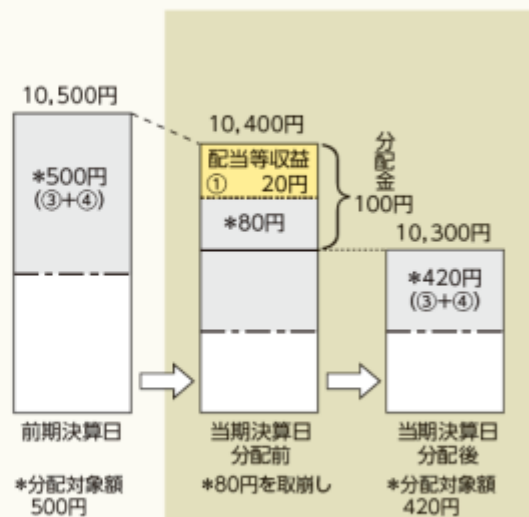 10,500円
*500円
(③+④)
前期決算日
*分配対象額
500円
10,400円
配当等収益
① 20円
*80円
分配金
100円
当期決算日
分配前
*80円を取崩し
10,300円
*420円
(③+④)
当期決算日
分配後
*分配対象額
420円